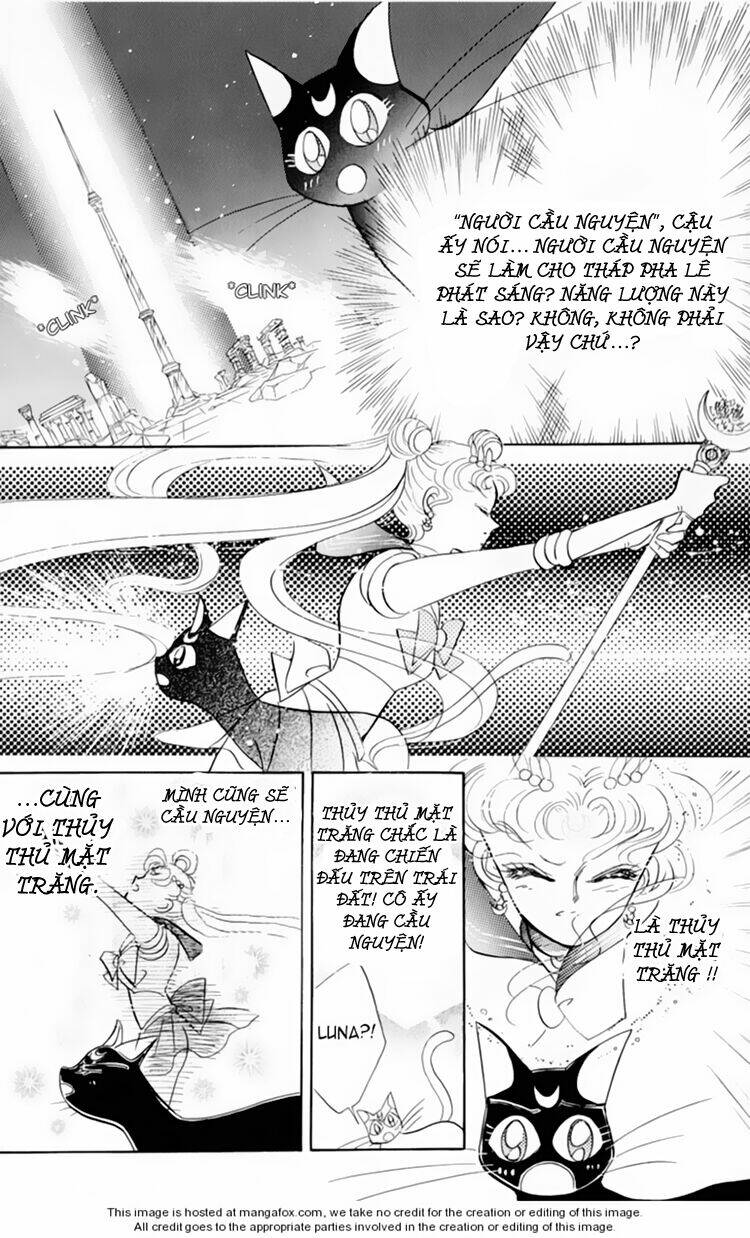 "NGƯỜI CẦU NGUYỆN", CẬU
ẤY NÓI... NGƯỜI CẦU NGUYỆN
SẼ LÀM CHO THÁP PHA LÊ
PHÁT SÁNG? NĂNG LƯỢNG NÀY
LÀ SAO? KHÔNG, KHÔNG PHẢI
VẬY CHỨ...?
*CLINK*
*CLINK*
LÀ THỦY
THỦ MẶT
TRĂNG !!
THỦY THỦ MẶT
TRĂNG CHẮC LÀ
ĐANG CHIẾN
ĐẤU TRÊN TRÁI
ĐẤT! CÔ ẤY
ĐANG CẦU
NGUYỆN!
LUNA?!
MÌNH CŨNG SẼ
CẦU NGUYỆN...
...CÙNG
VỚI THỦY
THỦ MẶT
TRĂNG.
This image is hosted at mangafox.com, we take no credit for the creation or editing of this image.
All credit goes to the appropriate parties involved in the creation or editing of this image.